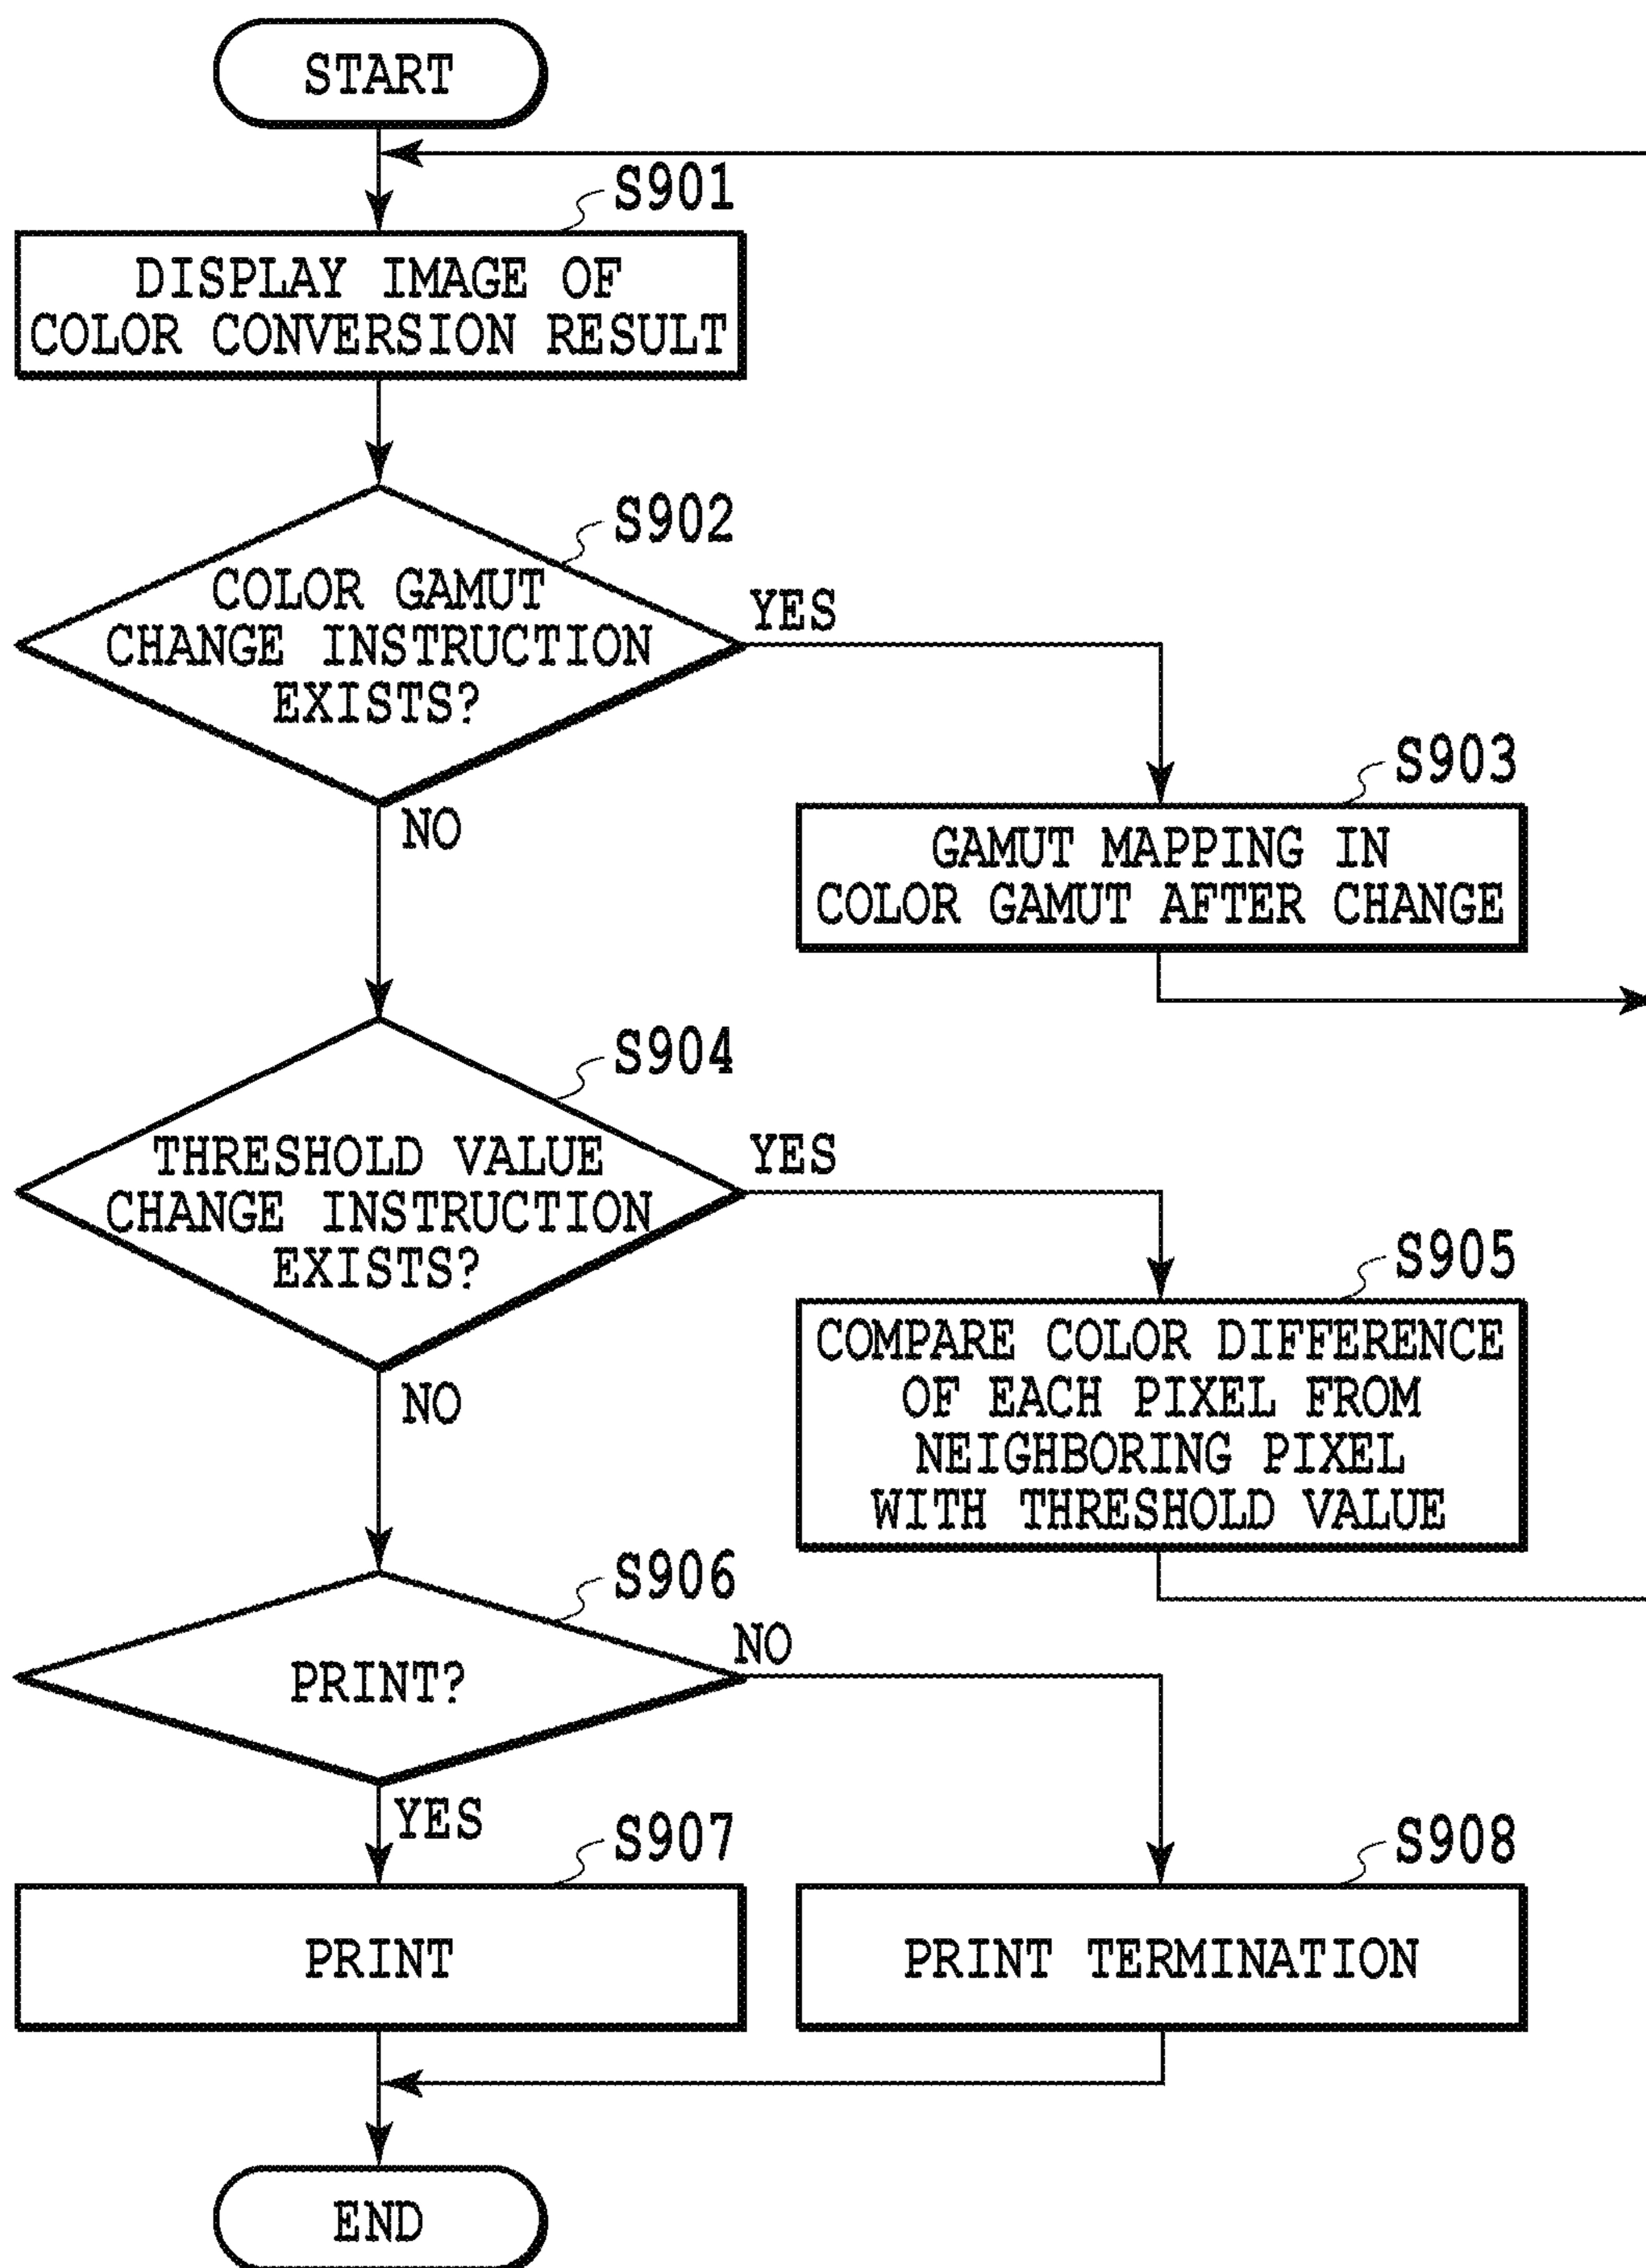 START
S901
DISPLAY IMAGE OF
COLOR CONVERSION RESULT
S902
COLOR GAMUT
CHANGE INSTRUCTION
EXISTS?
YES
NO
S903
GAMUT MAPPING IN
COLOR GAMUT AFTER CHANGE
S904
THRESHOLD VALUE
CHANGE INSTRUCTION
EXISTS?
YES
NO
S905
COMPARE COLOR DIFFERENCE
OF EACH PIXEL FROM
NEIGHBORING PIXEL
WITH THRESHOLD VALUE
S906
PRINT?
NO
YES
S907
PRINT
S908
PRINT TERMINATION
END